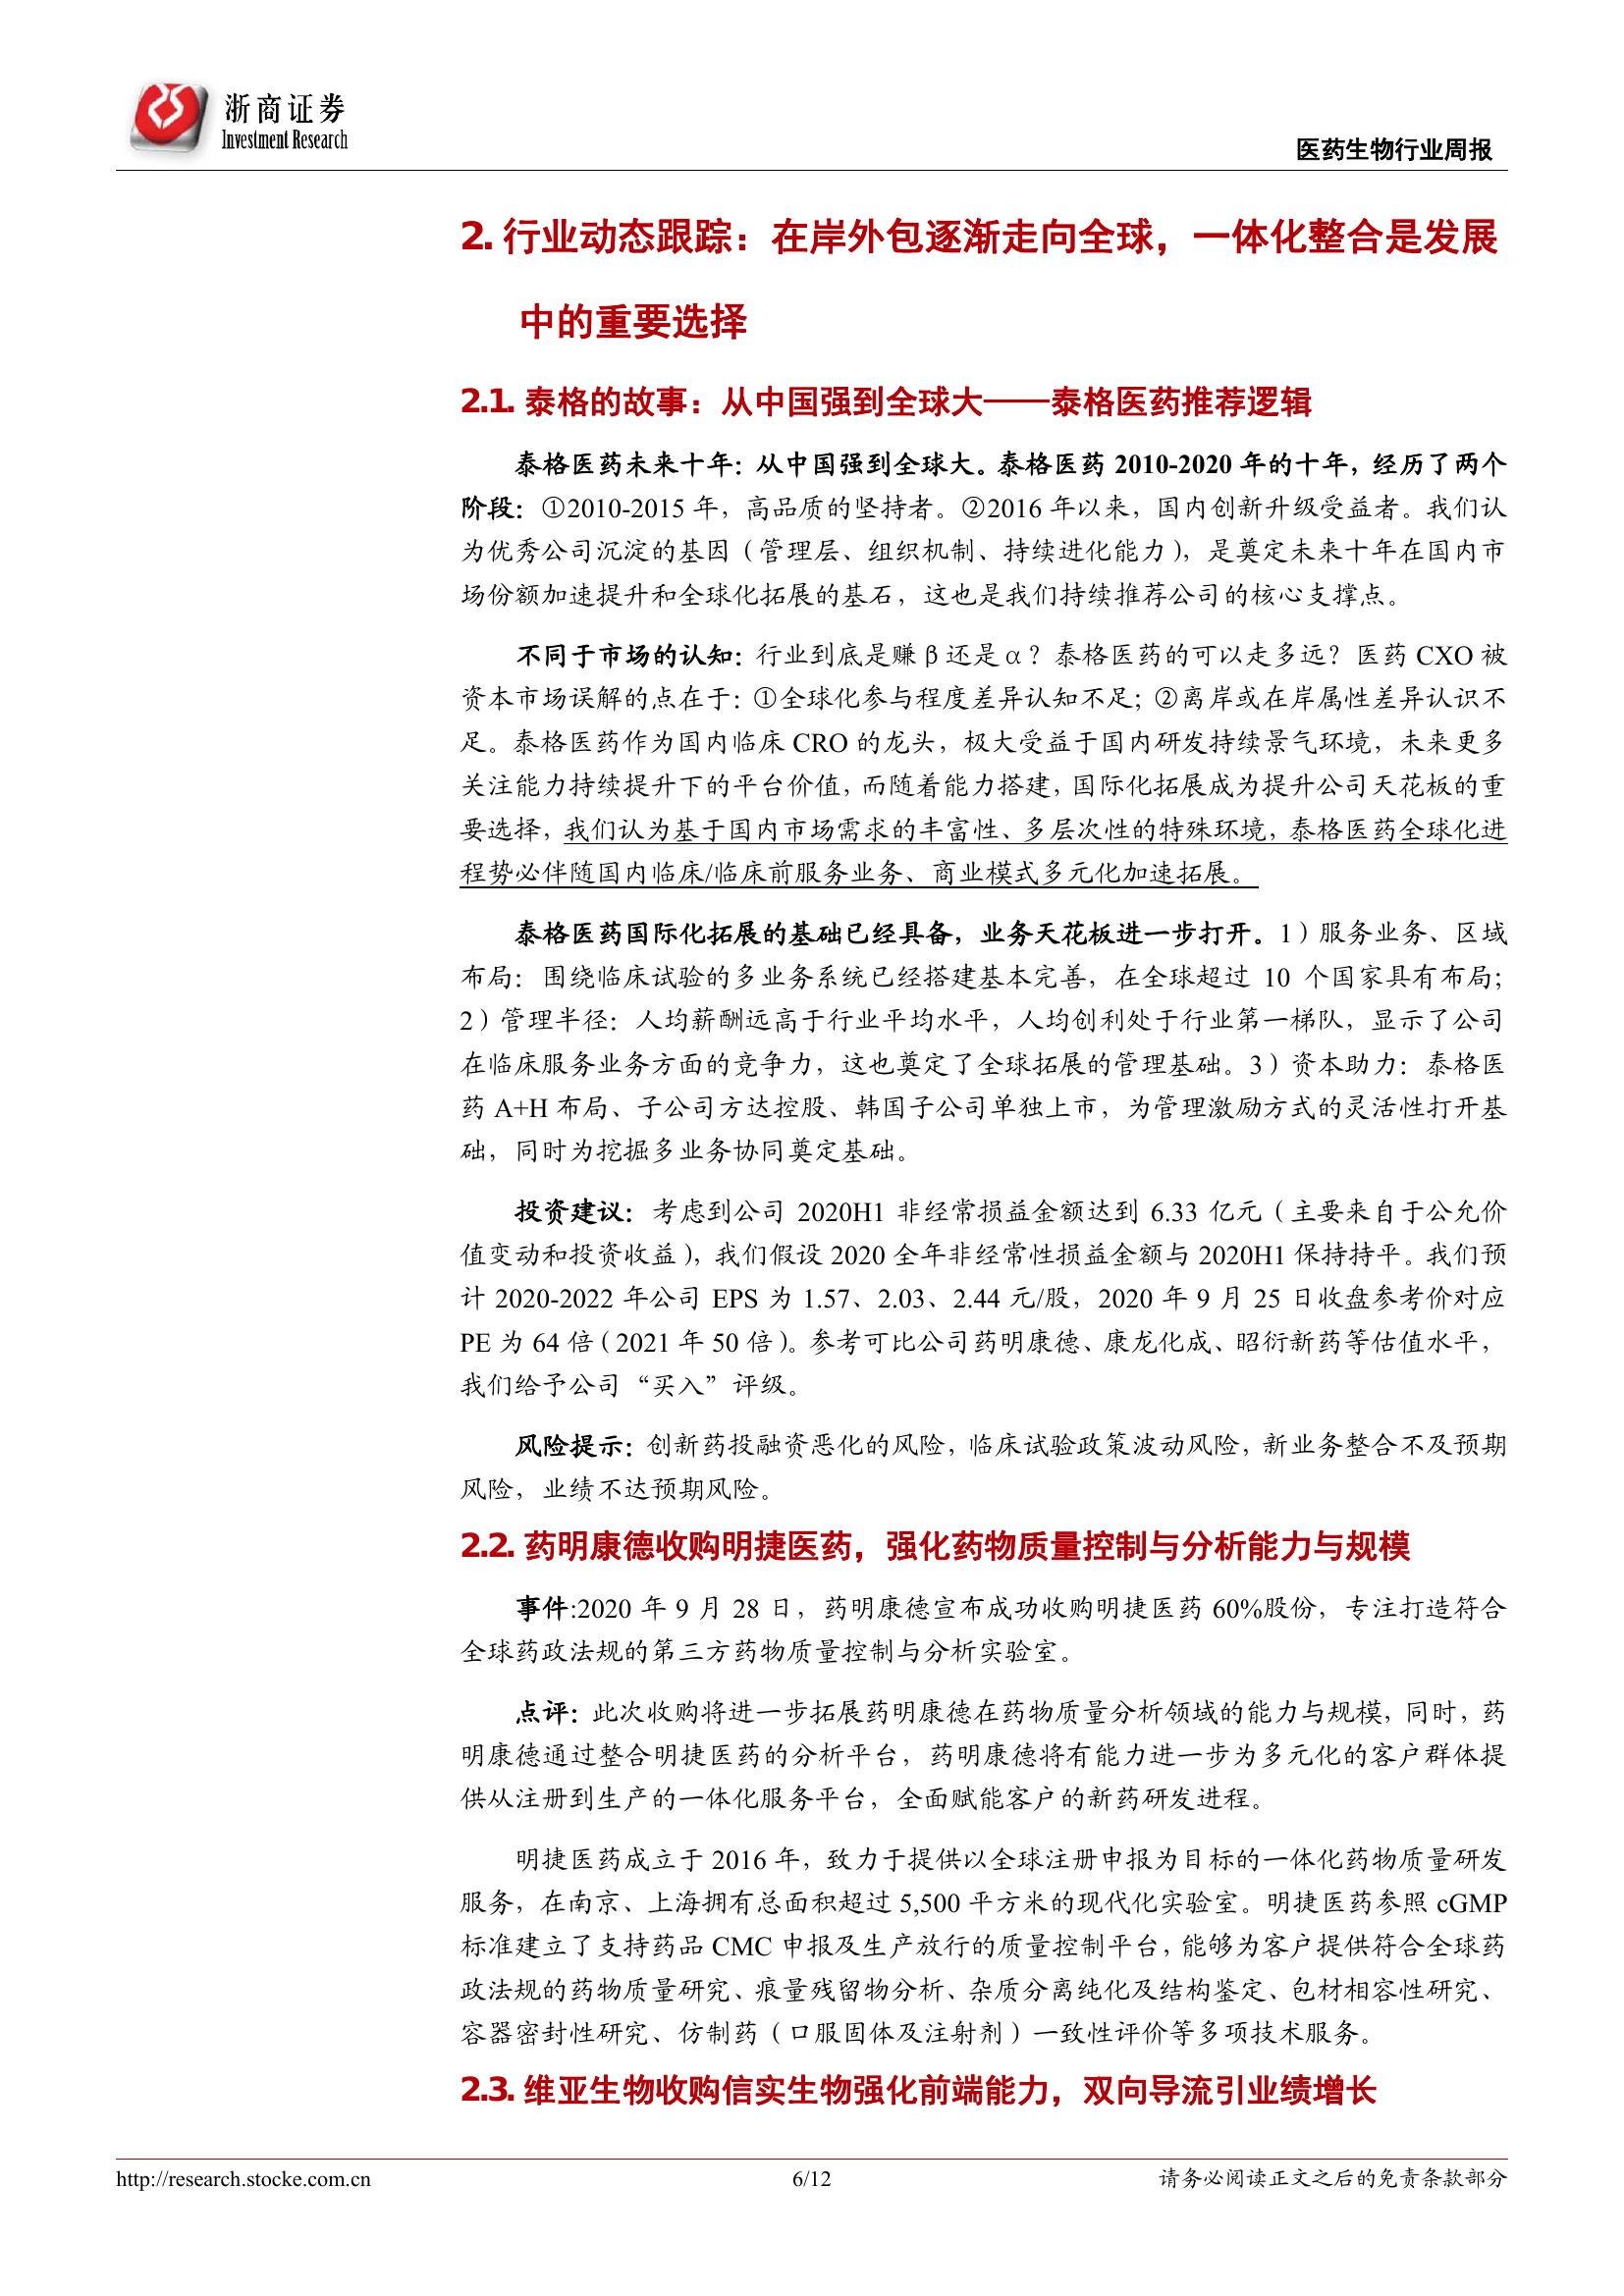 浙商证券
Investment Research
医药生物行业周报
2. 行业动态跟踪：在岸外包逐渐走向全球，一体化整合是发展
中的重要选择
2.1. 泰格的故事：从中国强到全球大——泰格医药推荐逻辑
泰格医药未来十年：从中国强到全球大。泰格医药 2010-2020 年的十年，经历了两个
阶段：①2010-2015 年，高品质的坚持者。②2016 年以来，国内创新升级受益者。我们认
为优秀公司沉淀的基因（管理层、组织机制、持续进化能力），是奠定未来十年在国内市
场份额加速提升和全球化拓展的基石，这也是我们持续推荐公司的核心支撑点。
不同于市场的认知：行业到底是赚β还是α？泰格医药的可以走多远？医药 CXO 被
资本市场误解的点在于：①全球化参与程度差异认知不足；②离岸或在岸属性差异认识不
足。泰格医药作为国内临床 CRO 的龙头，极大受益于国内研发持续景气环境，未来更多
关注能力持续提升下的平台价值，而随着能力搭建，国际化拓展成为提升公司天花板的重
要选择，我们认为基于国内市场需求的丰富性、多层次性的特殊环境，泰格医药全球化进
程势必伴随国内临床/临床前服务业务、商业模式多元化加速拓展。
泰格医药国际化拓展的基础已经具备，业务天花板进一步打开。1）服务业务、区域
布局：围绕临床试验的多业务系统已经搭建基本完善，在全球超过 10 个国家具有布局；
2）管理半径：人均薪酬远高于行业平均水平，人均创利处于行业第一梯队，显示了公司
在临床服务业务方面的竞争力，这也奠定了全球拓展的管理基础。3）资本助力：泰格医
药 A+H 布局、子公司方达控股、韩国子公司单独上市，为管理激励方式的灵活性打开基
础，同时为挖掘多业务协同奠定基础。
投资建议：考虑到公司 2020H1 非经常损益金额达到 6.33 亿元（主要来自于公允价
值变动和投资收益），我们假设 2020 全年非经常性损益金额与 2020H1 保持持平。我们预
计 2020-2022 年公司 EPS 为 1.57、2.03、2.44 元/股，2020 年 9 月 25 日收盘参考价对应
PE 为 64 倍（2021 年 50 倍）。参考可比公司药明康德、康龙化成、昭衍新药等估值水平，
我们给予公司“买入”评级。
风险提示：创新药投融资恶化的风险，临床试验政策波动风险，新业务整合不及预期
风险，业绩不达预期风险。
2.2. 药明康德收购明捷医药，强化药物质量控制与分析能力与规模
事件:2020 年 9 月 28 日，药明康德宣布成功收购明捷医药 60%股份，专注打造符合
全球药政法规的第三方药物质量控制与分析实验室。
点评：此次收购将进一步拓展药明康德在药物质量分析领域的能力与规模，同时，药
明康德通过整合明捷医药的分析平台，药明康德将有能力进一步为多元化的客户群体提
供从注册到生产的一体化服务平台，全面赋能客户的新药研发进程。
明捷医药成立于 2016 年，致力于提供以全球注册申报为目标的一体化药物质量研发
服务，在南京、上海拥有总面积超过 5,500 平方米的现代化实验室。明捷医药参照 cGMP
标准建立了支持药品 CMC 申报及生产放行的质量控制平台，能够为客户提供符合全球药
政法规的药物质量研究、痕量残留物分析、杂质分离纯化及结构鉴定、包材相容性研究、
容器密封性研究、仿制药（口服固体及注射剂）一致性评价等多项技术服务。
2.3. 维亚生物收购信实生物强化前端能力，双向导流引业绩增长
http://research.stocke.com.cn
6/12
请务必阅读正文之后的免责条款部分